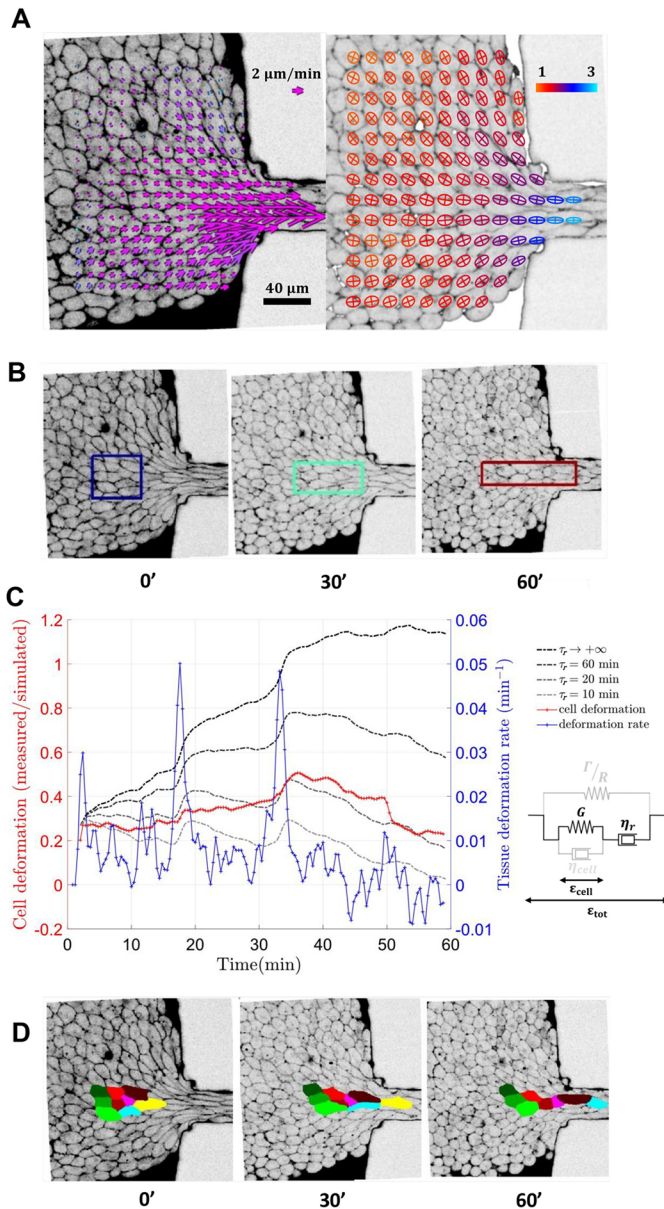 A
2 μm/min
1 3
40 μm
B
0’ 30’ 60’
C
Cell deformation (measured/simulated)
1.2
1
0.8
0.6
0.4
0.2
0
-0.2
0 10 20 30 40 50 60
Time(min)
0.06
0.05
0.04
0.03
0.02
0.01
0
-0.01
Tissue deformation rate (min⁻¹)
τᵣ → +∞
τᵣ = 60 min
τᵣ = 20 min
τᵣ = 10 min
cell deformation
deformation rate
Γ/R
G
ηᵣ
η_cell
ε_cell
ε_tot
D
0’ 30’ 60’